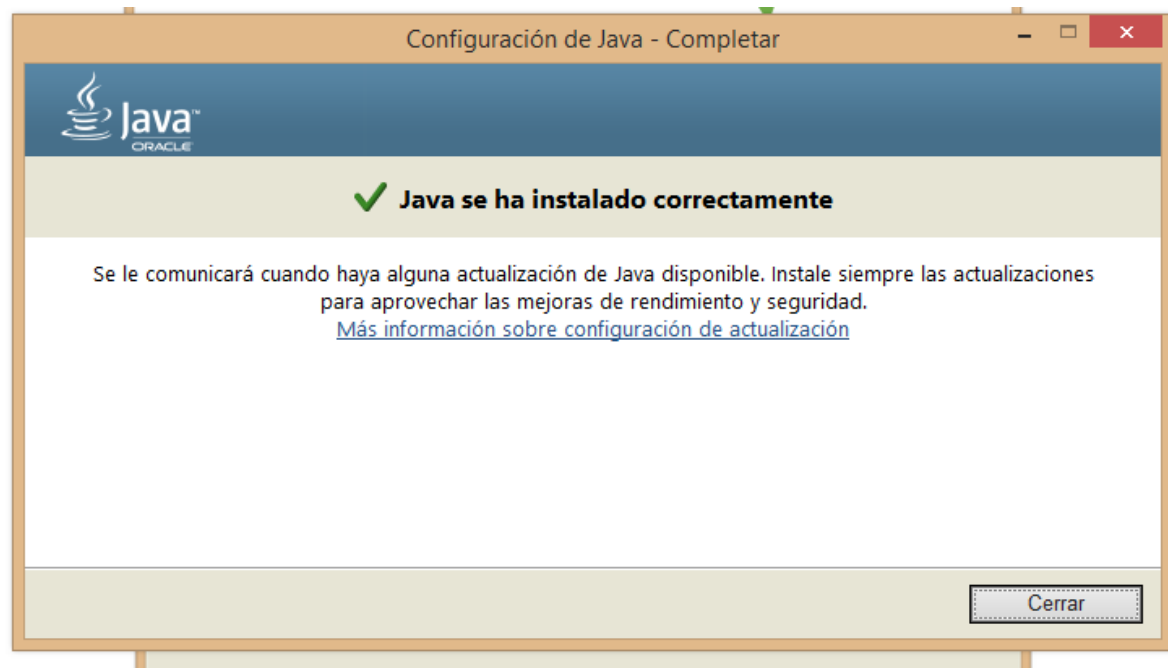 Configuración de Java - Completar
Java™
ORACLE
Java se ha instalado correctamente
Se le comunicará cuando haya alguna actualización de Java disponible. Instale siempre las actualizaciones
para aprovechar las mejoras de rendimiento y seguridad.
Más información sobre configuración de actualización
Cerrar